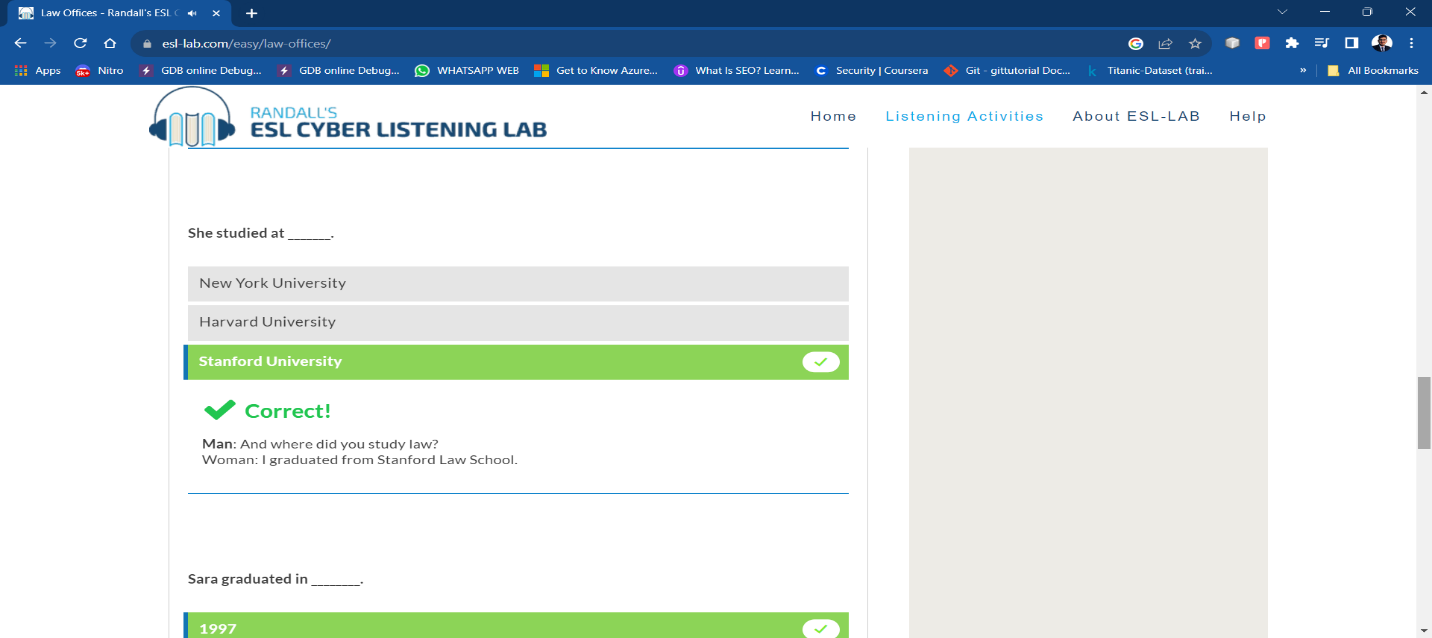 Law Offices - Randall's ESL C
esl-lab.com/easy/law-offices/
Apps 5k+ Nitro GDB online Debug... GDB online Debug... WHATSAPP WEB Get to Know Azure... What Is SEO? Learn... Security | Coursera Git - gittutorial Doc... Titanic-Dataset (trai... » All Bookmarks
RANDALL'S
ESL CYBER LISTENING LAB
Home Listening Activities About ESL-LAB Help
She studied at _______.
New York University
Harvard University
Stanford University
Correct!
Man: And where did you study law?
Woman: I graduated from Stanford Law School.
Sara graduated in ________.
1997